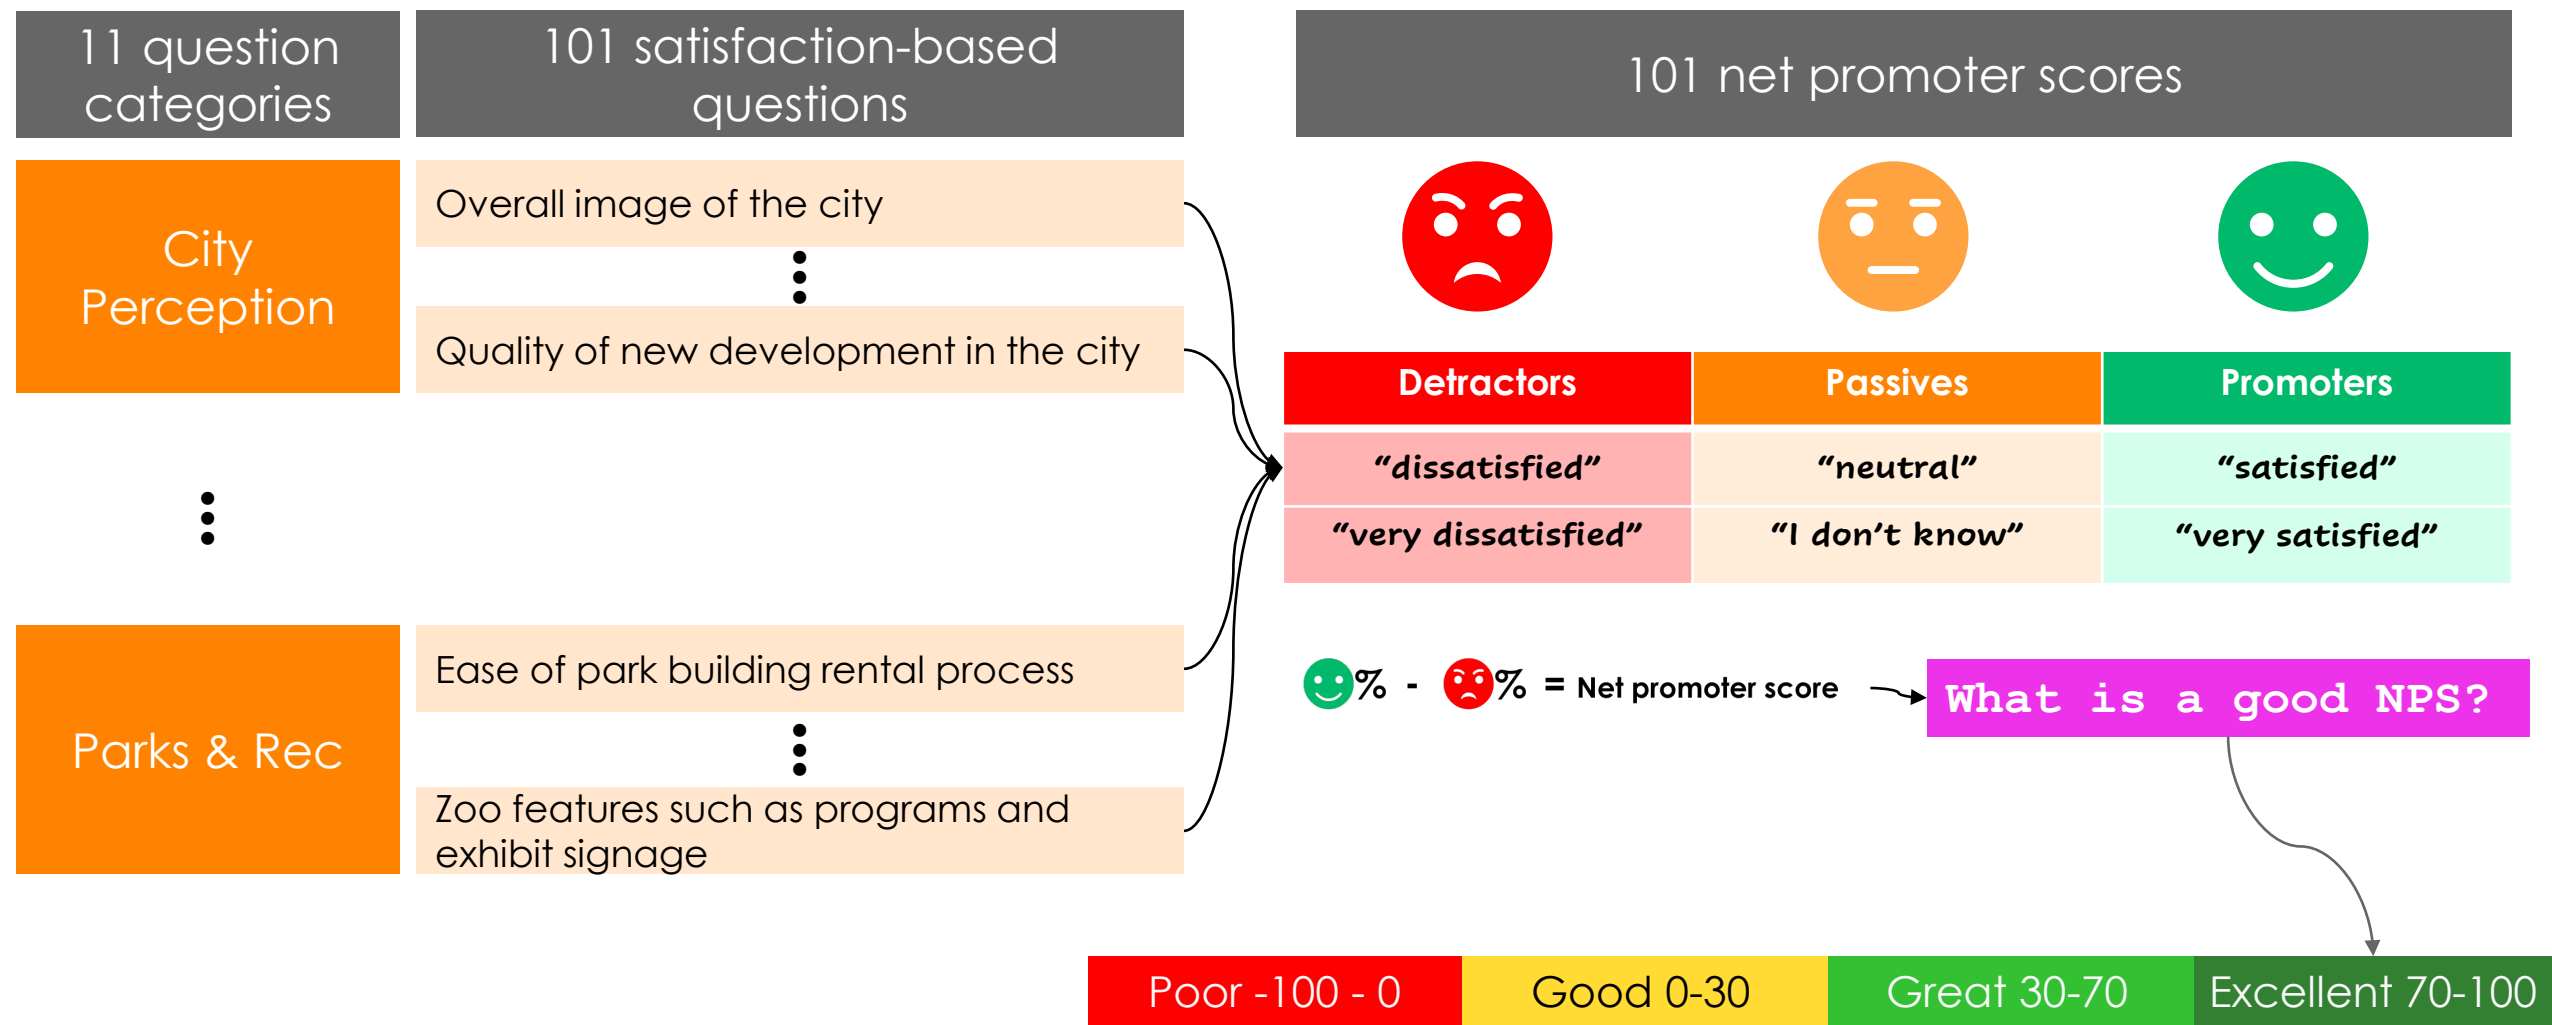 11 question
categories
101 satisfaction-based
questions
101 net promoter scores
City
Perception
Overall image of the city
Quality of new development in the city
Parks & Rec
Ease of park building rental process
Zoo features such as programs and
exhibit signage
Detractors
Passives
Promoters
“dissatisfied”
“neutral”
“satisfied”
“very dissatisfied”
“I don’t know”
“very satisfied”
% - % = Net promoter score
What is a good NPS?
Poor -100 - 0
Good 0-30
Great 30-70
Excellent 70-100